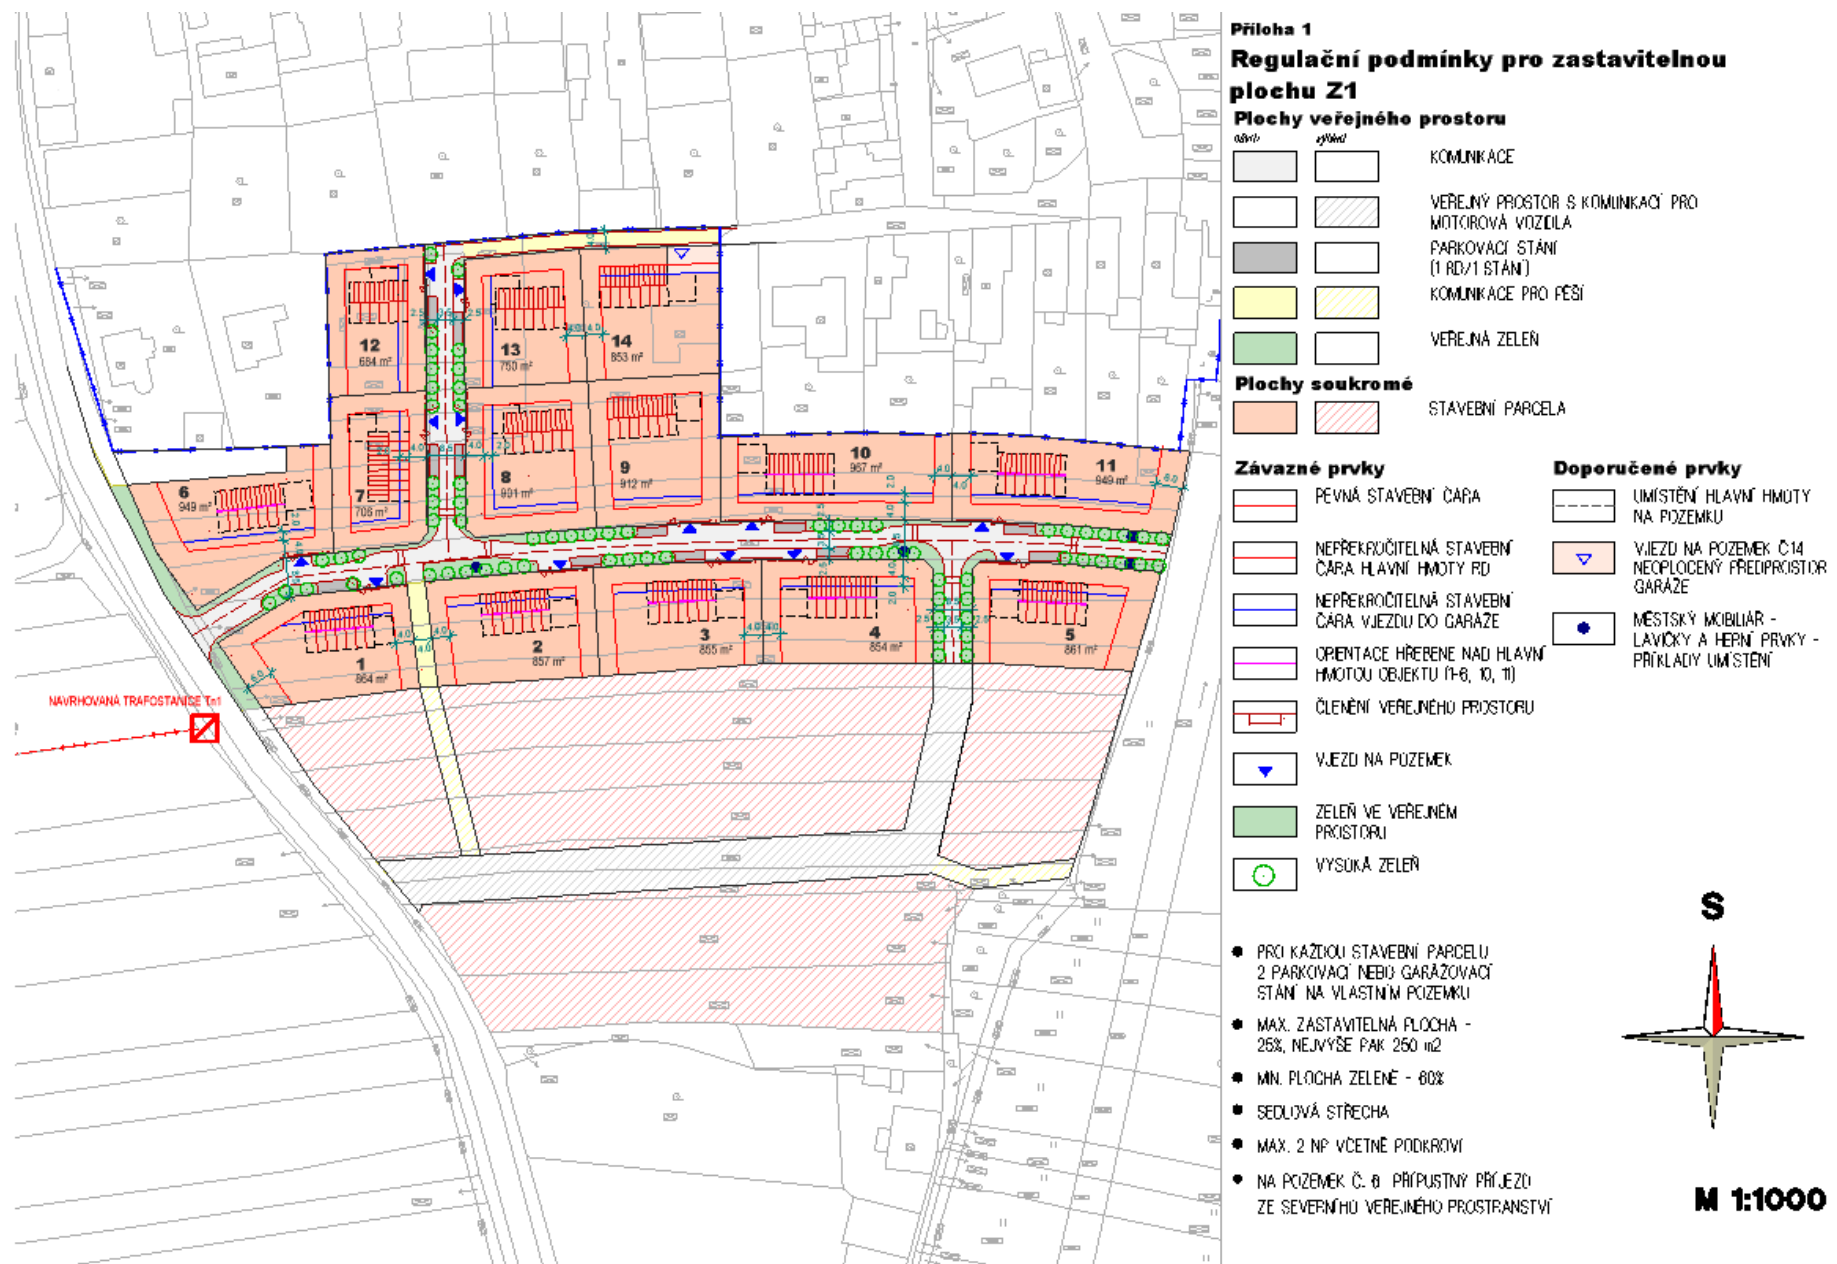 Příloha 1
Regulační podmínky pro zastavitelnou
plochu Z1
Plochy veřejného prostoru
návrh výhled
KOMUNIKACE
VEŘEJNÝ PROSTOR S KOMUNIKACÍ PRO
MOTOROVÁ VOZIDLA
PARKOVACÍ STÁNÍ
(1 RD/1 STÁNÍ)
KOMUNIKACE PRO PĚŠÍ
VEŘEJNÁ ZELEŇ
Plochy soukromé
STAVEBNÍ PARCELA
Závazné prvky
PEVNÁ STAVEBNÍ ČÁRA
NEPŘEKROČITELNÁ STAVEBNÍ
ČÁRA HLAVNÍ HMOTY RD
NEPŘEKROČITELNÁ STAVEBNÍ
ČÁRA VJEZDU DO GARÁŽE
ORIENTACE HŘEBENE NAD HLAVNÍ
HMOTOU OBJEKTU (1-6, 10, 11)
ČLENĚNÍ VEŘEJNÉHO PROSTORU
VJEZD NA POZEMEK
ZELEŇ VE VEŘEJNÉM
PROSTORU
VYSOKÁ ZELEŇ
Doporučené prvky
UMÍSTĚNÍ HLAVNÍ HMOTY
NA POZEMKU
VJEZD NA POZEMEK Č14
NEOPLOCENÝ PŘEDPROSTOR
GARÁŽE
MĚSTSKÝ MOBILIÁŘ -
LAVIČKY A HERNÍ PRVKY -
PŘÍKLADY UMÍSTĚNÍ
● PRO KAŽDOU STAVEBNÍ PARCELU
2 PARKOVACÍ NEBO GARÁŽOVACÍ
STÁNÍ NA VLASTNÍM POZEMKU
● MAX. ZASTAVITELNÁ PLOCHA -
25%, NEJVÝŠE PAK 250 m2
● MIN. PLOCHA ZELENĚ - 60%
● SEDLOVÁ STŘECHA
● MAX. 2 NP VČETNĚ PODKROVÍ
● NA POZEMEK Č. 6 PŘÍPUSTNÝ PŘÍJEZD
ZE SEVERNÍHO VEŘEJNÉHO PROSTRANSTVÍ
S
M 1:1000
12
684 m²
13
750 m²
14
853 m²
6
949 m²
7
706 m²
8
901 m²
9
912 m²
10
967 m²
11
949 m²
1
864 m²
2
857 m²
3
855 m²
4
854 m²
5
861 m²
NAVRHOVANÁ TRAFOSTANICE Tn1